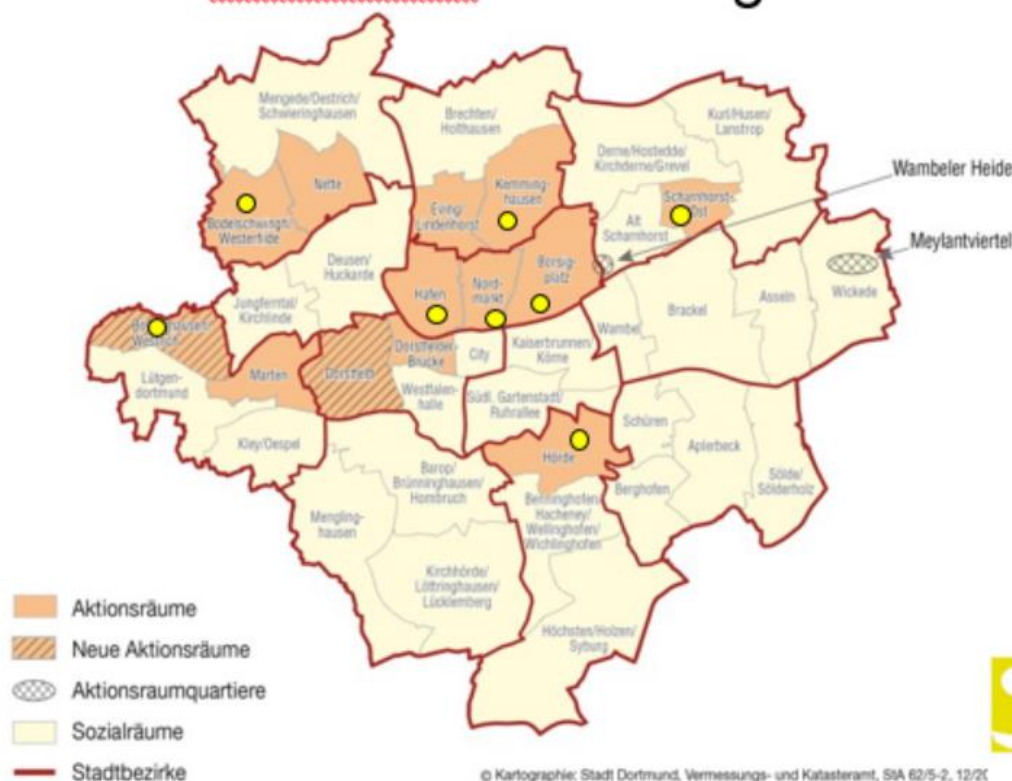 Mengede/Oestrich/
Schwieringhausen
Brechten/
Holthausen
Kurl/Husen/
Lanstrop
Derne/Hostedde/
Kirchderne/Grevel
Wambeler Heide
Nette
Kemming-
hausen
Scharnhorst-
Ost
Bodelschwingh/
Westerfilde
Eving/
Lindenhorst
Alt
Scharnhorst
Meylantviertel
Deusen/
Huckarde
Borsig-
platz
Hafen
Nord-
markt
Wickede
Asseln
Brackel
Jungferntal/
Kirchlinde
Westrich
Wambel
Dorstfelder
Brücke
City
Kaiserbrunnen/
Körne
Marten
Dorstfeld
Lütgen-
dortmund
Westfalen-
halle
Südl. Gartenstadt/
Ruhrallee
Schüren
Aplerbeck
Kley/Oespel
Hörde
Barop/
Brünninghausen/
Hombruch
Berghofen
Sölde/
Sölderholz
Benninghofen/
Hacheney/
Wellinghofen/
Wichlinghofen
Mengling-
hausen
Kirchhörde/
Löttringhausen/
Lücklemberg
Höchsten/Holzen/
Syburg
Aktionsräume
Neue Aktionsräume
Aktionsraumquartiere
Sozialräume
Stadtbezirke
© Kartographie: Stadt Dortmund, Vermessungs- und Katasteramt, StA 62/5-2, 12/20